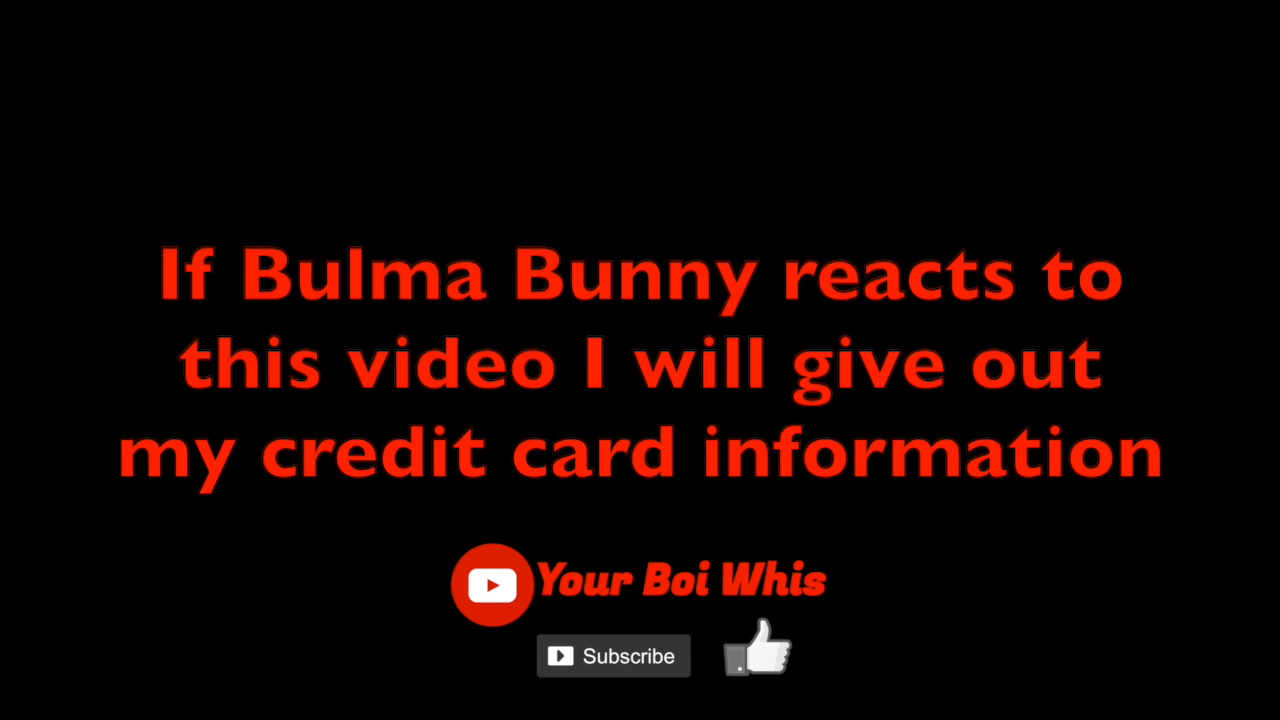 If Bulma Bunny reacts to
this video I will give out
my credit card information
Your Boi Whis
Subscribe